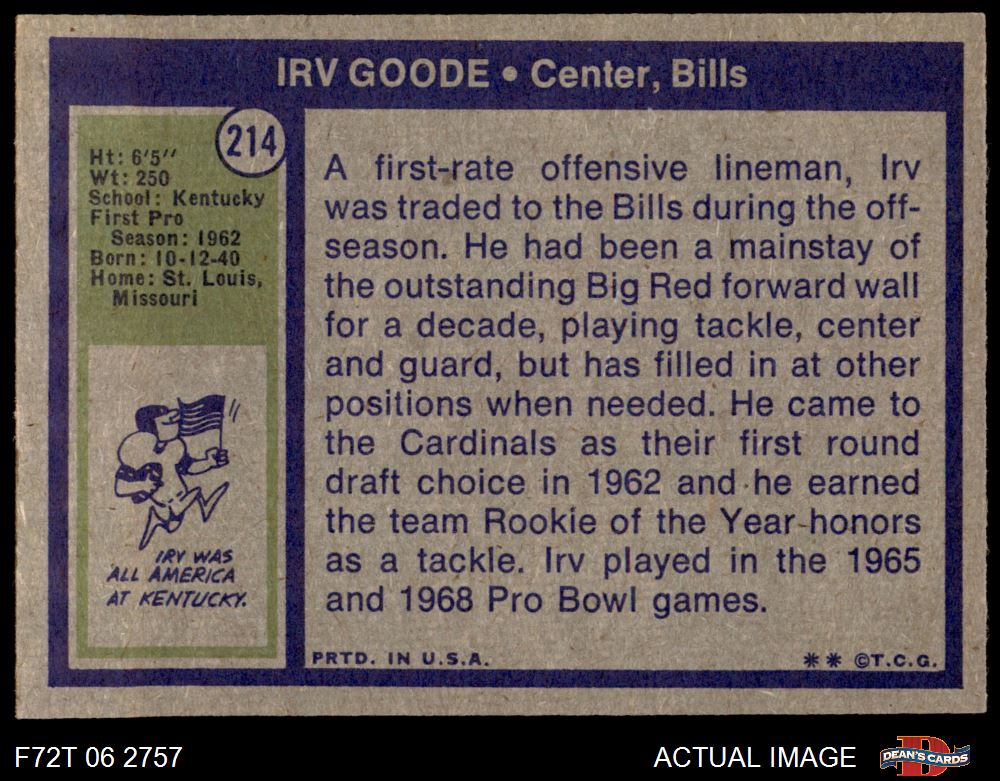 IRV GOODE • Center, Bills
214
Ht: 6'5''
Wt: 250
School: Kentucky
First Pro
Season: 1962
Born: 10-12-40
Home: St. Louis,
Missouri
IRV WAS
ALL AMERICA
AT KENTUCKY.
A first-rate offensive lineman, Irv
was traded to the Bills during the off-
season. He had been a mainstay of
the outstanding Big Red forward wall
for a decade, playing tackle, center
and guard, but has filled in at other
positions when needed. He came to
the Cardinals as their first round
draft choice in 1962 and he earned
the team Rookie of the Year honors
as a tackle. Irv played in the 1965
and 1968 Pro Bowl games.
PRTD. IN U.S.A.
** ©T.C.G.
F72T 06 2757
ACTUAL IMAGE
DEAN'S CARDS